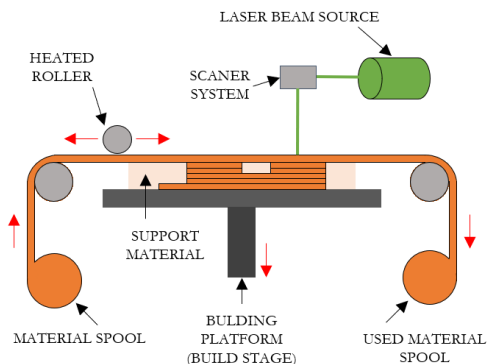 LASER BEAM SOURCE
HEATED
ROLLER
SCANER
SYSTEM
SUPPORT
MATERIAL
MATERIAL SPOOL
BULDING
PLATFORM
(BUILD STAGE)
USED MATERIAL
SPOOL